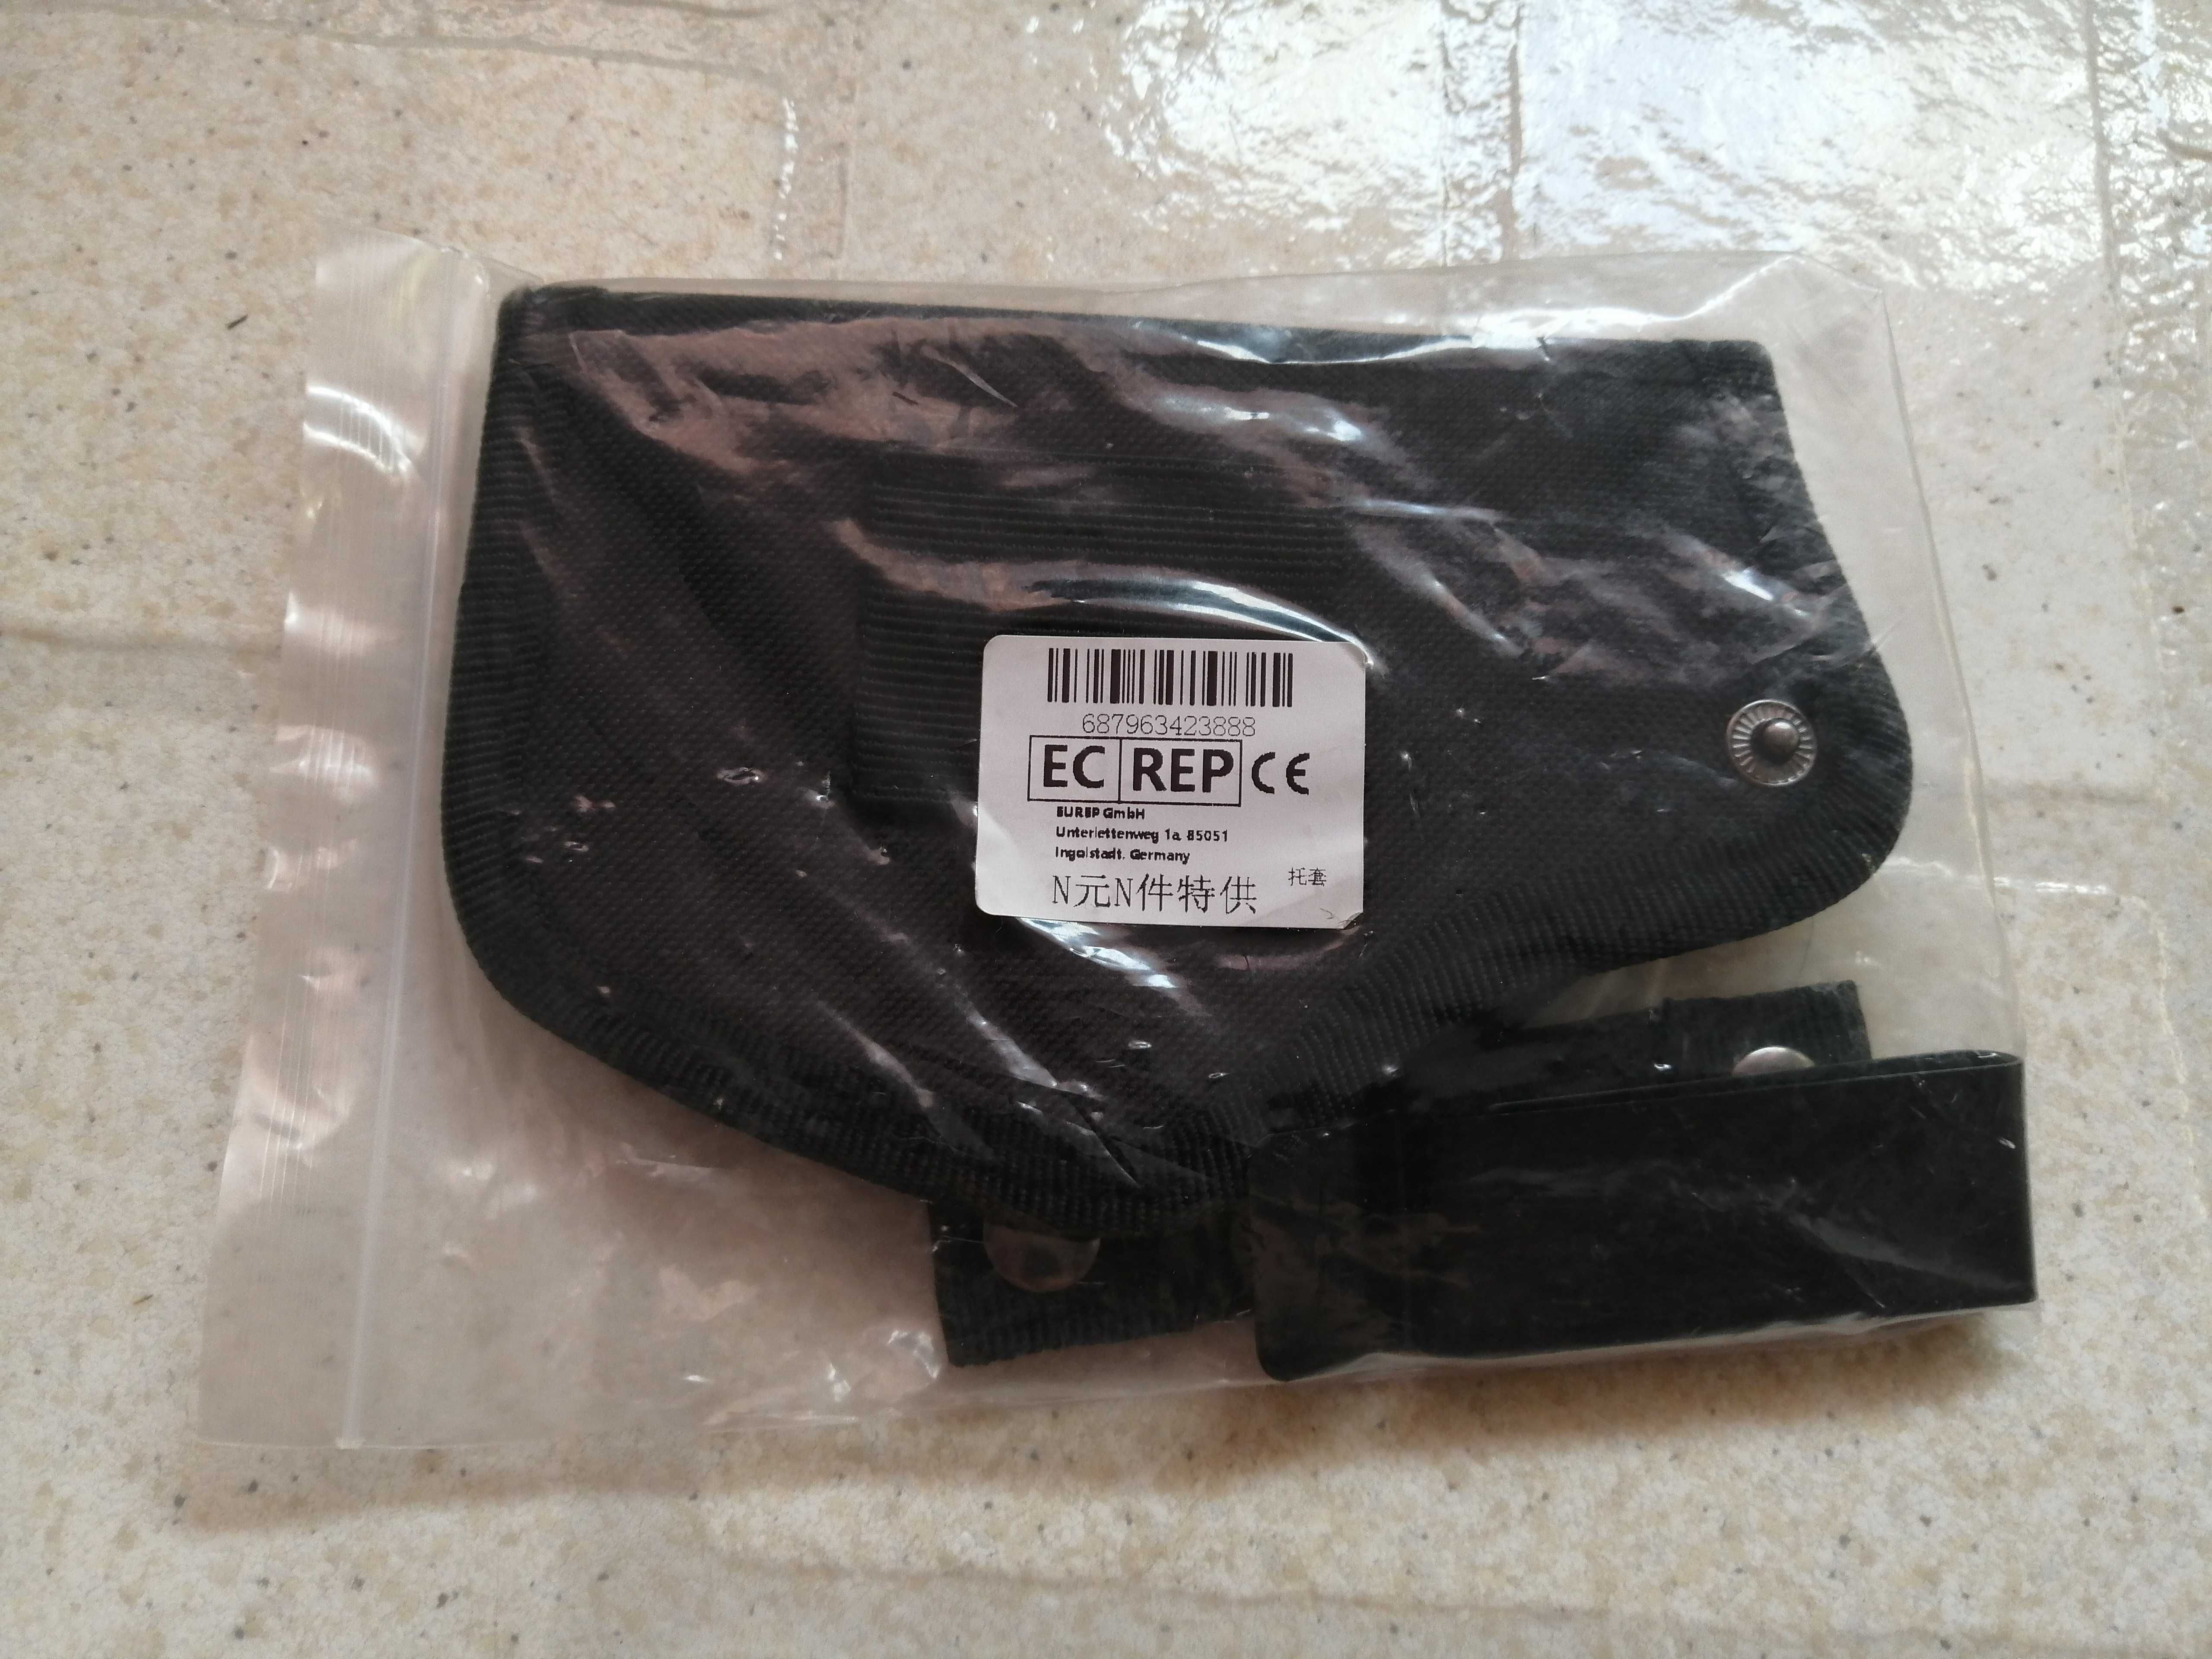 687963423888
EC REP CE
EUREP GmbH
Unterlettenweg 1a, 85051
Ingolstadt. Germany
托套
N元N件特供